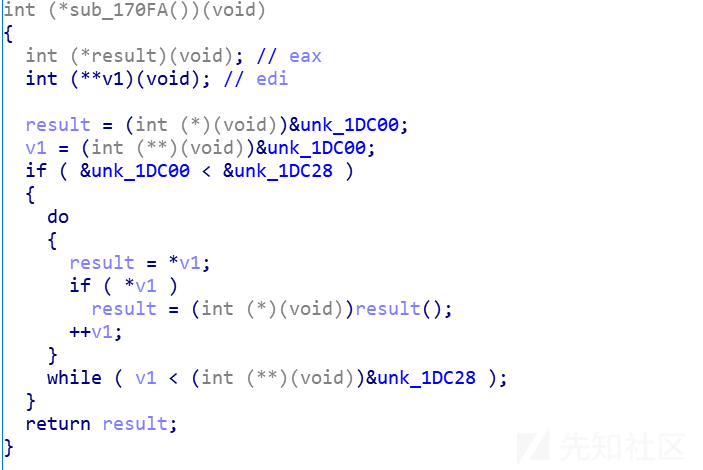 int (*sub_170FA())(void)
{
  int (*result)(void); // eax
  int (**v1)(void); // edi

  result = (int (*)(void))&unk_1DC00;
  v1 = (int (**)(void))&unk_1DC00;
  if ( &unk_1DC00 < &unk_1DC28 )
  {
    do
    {
      result = *v1;
      if ( *v1 )
        result = (int (*)(void))result();
      ++v1;
    }
    while ( v1 < (int (**)(void))&unk_1DC28 );
  }
  return result;
}
先知社区